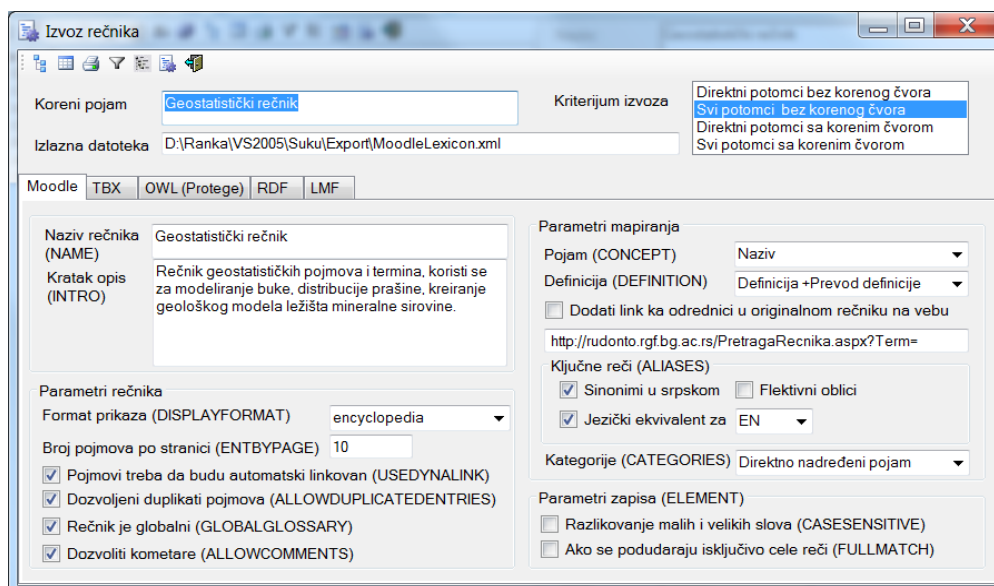 Izvoz rečnika
Koreni pojam
Geostatistički rečnik
Kriterijum izvoza
Direktni potomci bez korenog čvora
Svi potomci bez korenog čvora
Direktni potomci sa korenim čvorom
Svi potomci sa korenim čvorom
Izlazna datoteka
D:\Ranka\VS2005\Suku\Export\MoodleLexicon.xml
Moodle TBX OWL (Protege) RDF LMF
Naziv rečnika
(NAME)
Geostatistički rečnik
Kratak opis
(INTRO)
Rečnik geostatističkih pojmova i termina, koristi se
za modeliranje buke, distribucije prašine, kreiranje
geološkog modela ležišta mineralne sirovine.
Parametri rečnika
Format prikaza (DISPLAYFORMAT) encyclopedia
Broj pojmova po stranici (ENTBYPAGE) 10
Pojmovi treba da budu automatski linkovan (USEDYNALINK)
Dozvoljeni duplikati pojmova (ALLOWDUPLICATEDENTRIES)
Rečnik je globalni (GLOBALGLOSSARY)
Dozvoliti kometare (ALLOWCOMMENTS)
Parametri mapiranja
Pojam (CONCEPT) Naziv
Definicija (DEFINITION) Definicija +Prevod definicije
Dodati link ka odrednici u originalnom rečniku na vebu
http://rudonto.rgf.bg.ac.rs/PretragaRecnika.aspx?Term=
Ključne reči (ALIASES)
Sinonimi u srpskom Flektivni oblici
Jezički ekvivalent za EN
Kategorije (CATEGORIES) Direktno nadređeni pojam
Parametri zapisa (ELEMENT)
Razlikovanje malih i velikih slova (CASESENSITIVE)
Ako se podudaraju isključivo cele reči (FULLMATCH)